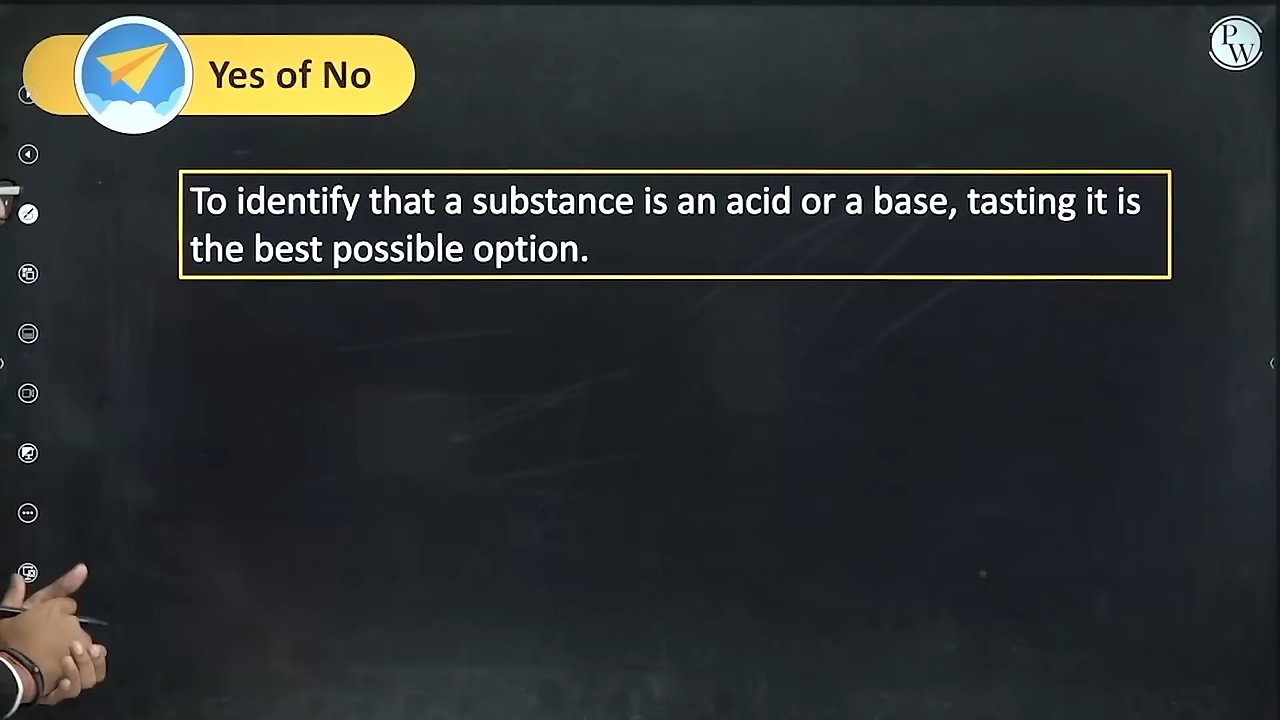 Yes of No
PW
To identify that a substance is an acid or a base, tasting it is
the best possible option.